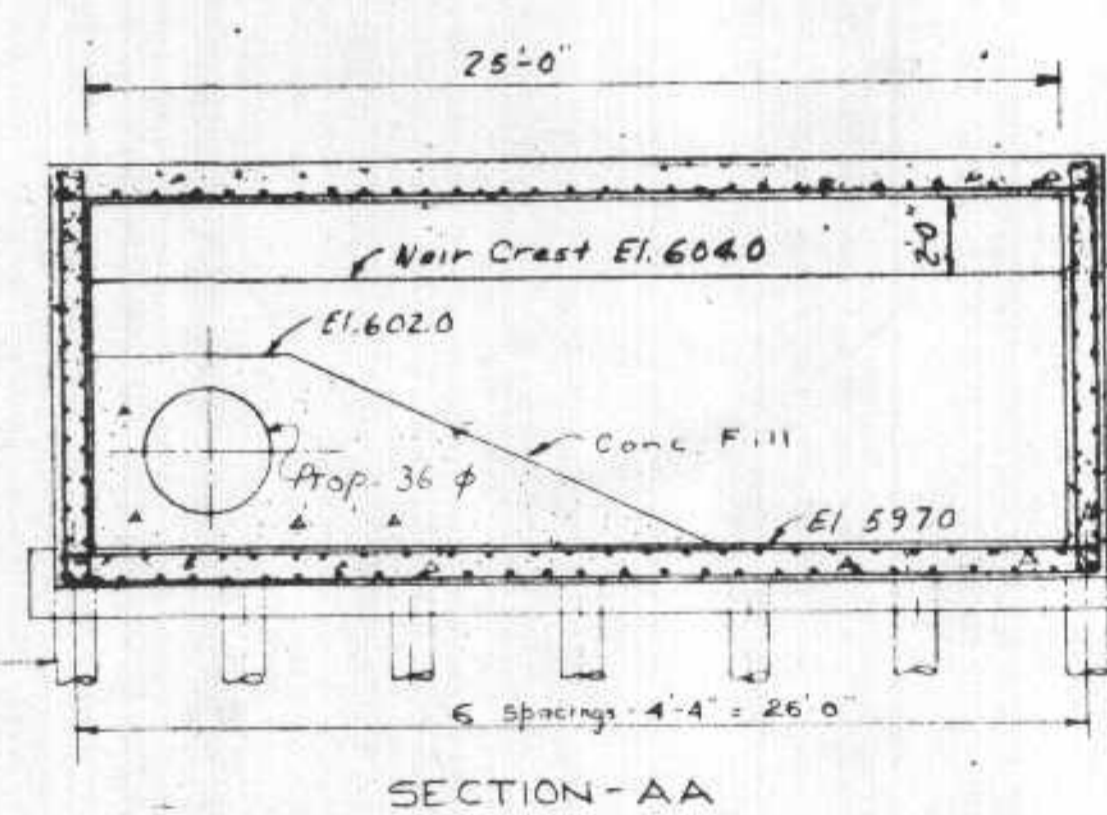 25'-0"
Weir Crest El. 604.0
2'-0"
El. 602.0
Conc. Fill
Prop. 36 φ
El 597.0
6 spacings - 4'-4" = 26'0"
SECTION-AA